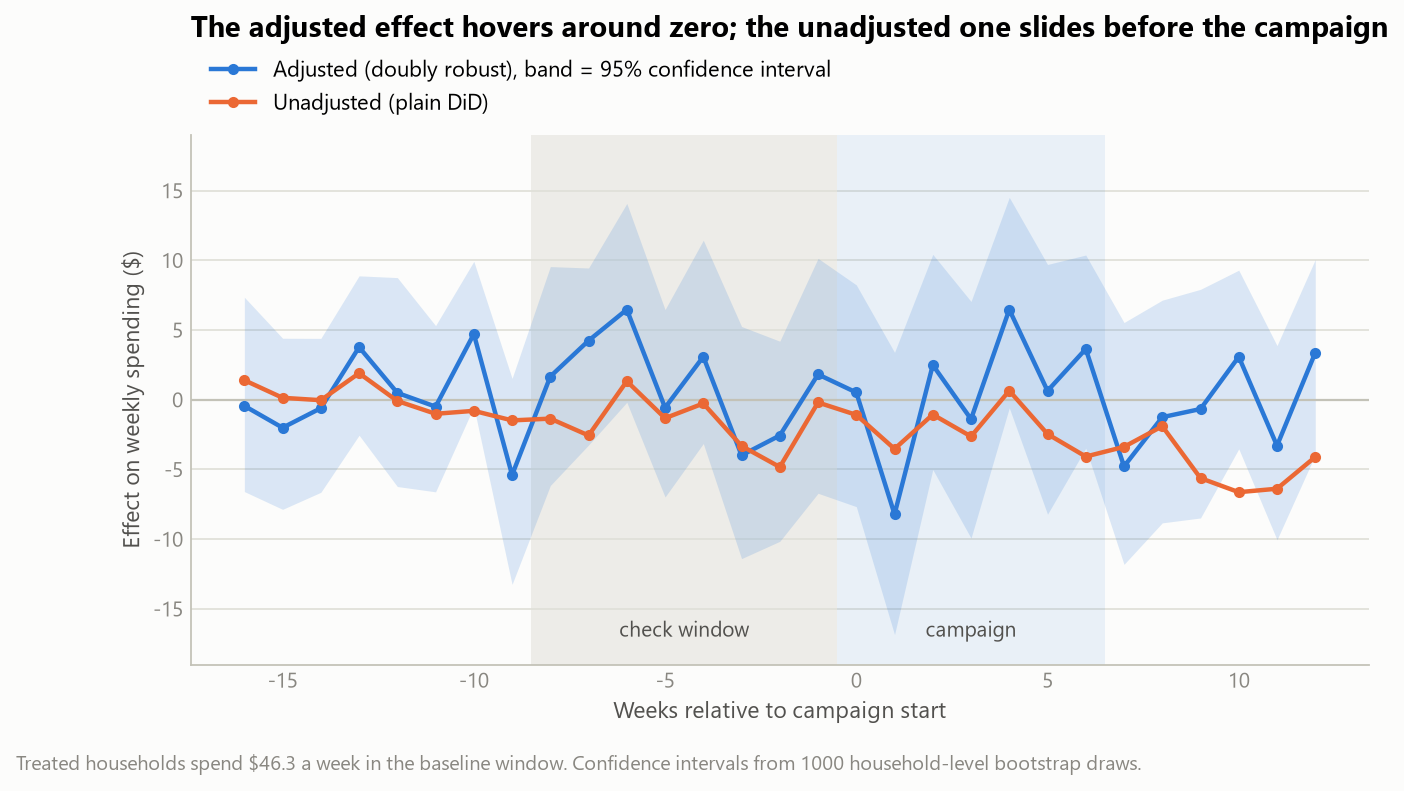 The adjusted effect hovers around zero; the unadjusted one slides before the campaign
Adjusted (doubly robust), band = 95% confidence interval
Unadjusted (plain DiD)
Effect on weekly spending ($)
15
10
5
0
-5
-10
-15
check window
campaign
-15
-10
-5
0
5
10
Weeks relative to campaign start
Treated households spend $46.3 a week in the baseline window. Confidence intervals from 1000 household-level bootstrap draws.